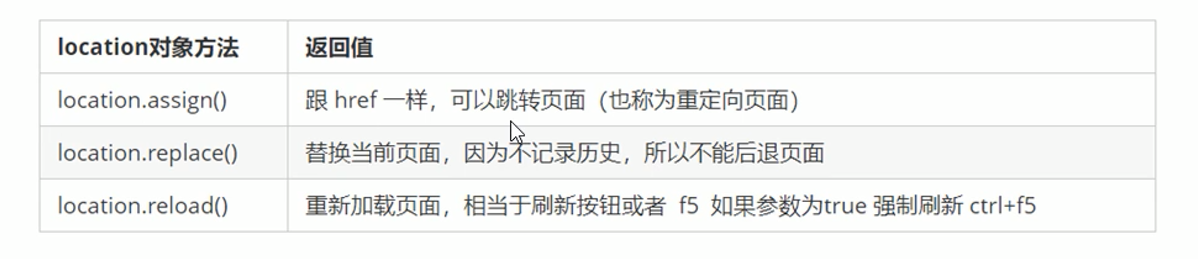 location对象方法 返回值
location.assign() 跟 href 一样，可以跳转页面（也称为重定向页面）
location.replace() 替换当前页面，因为不记录历史，所以不能后退页面
location.reload() 重新加载页面，相当于刷新按钮或者 f5 如果参数为true 强制刷新 ctrl+f5